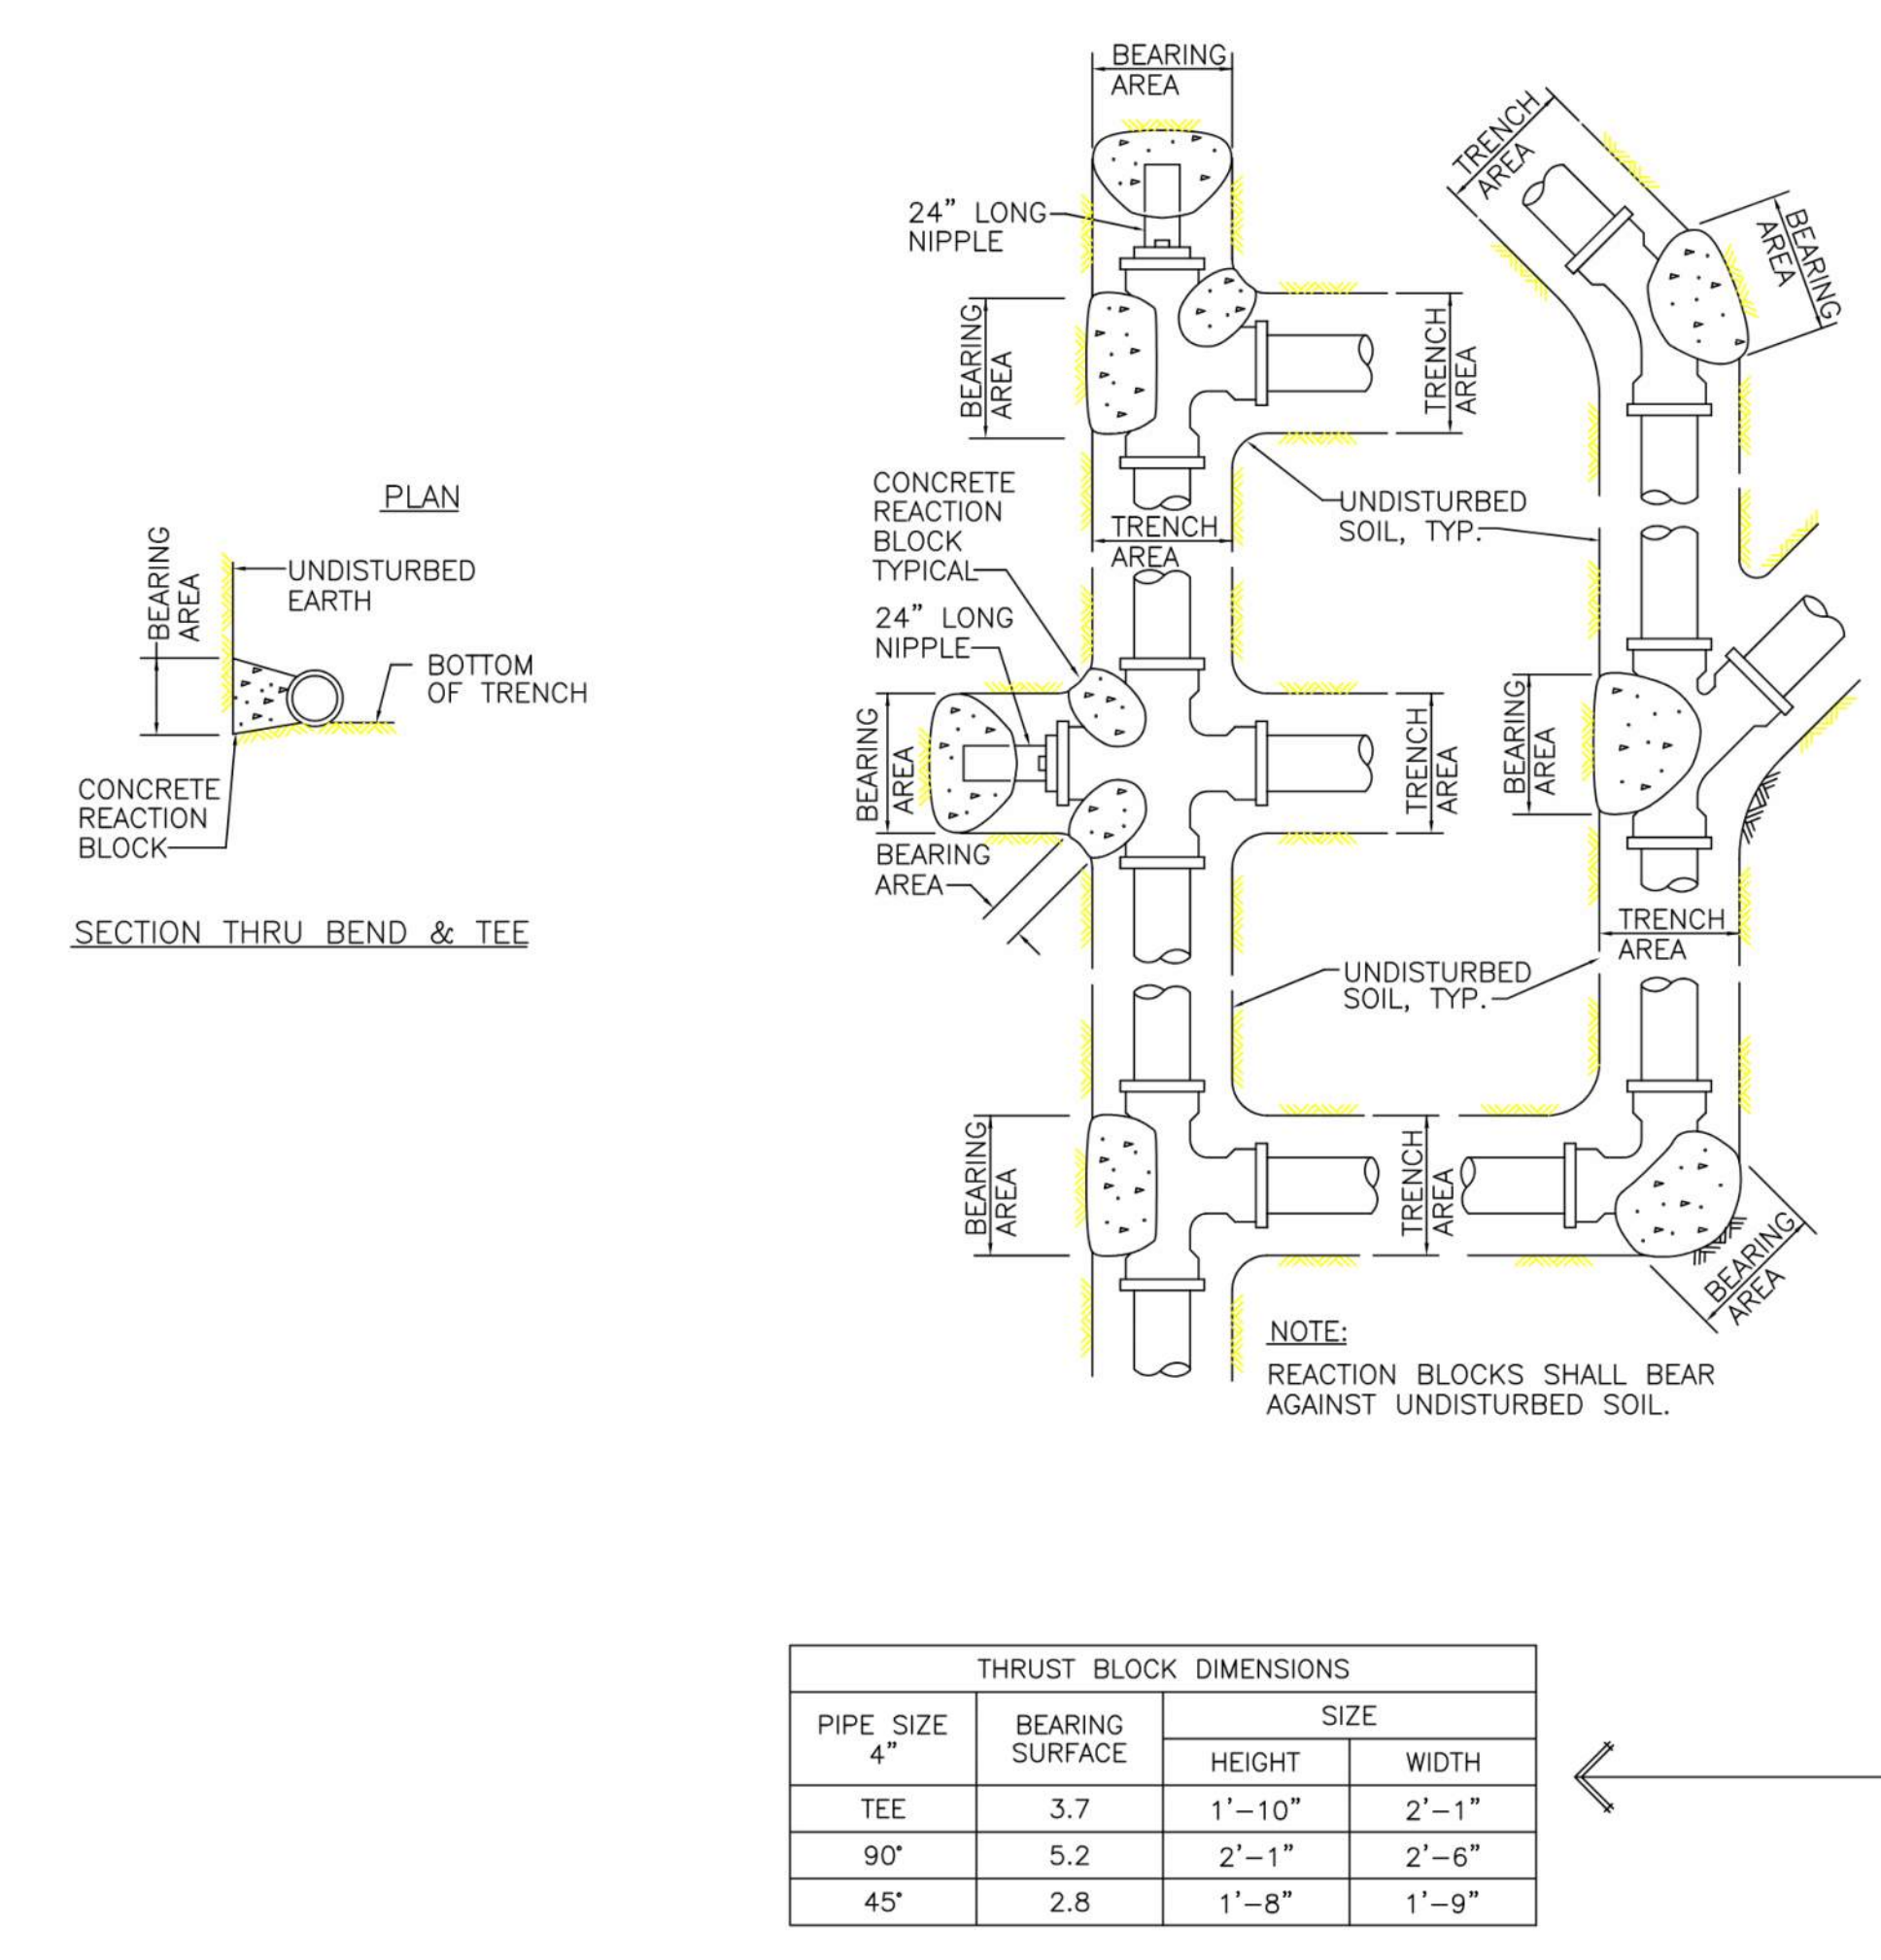 BEARING
AREA
TRENCH
AREA
BEARING
AREA
24” LONG
NIPPLE
BEARING
AREA
TRENCH
AREA
CONCRETE
REACTION
BLOCK
TYPICAL
UNDISTURBED
SOIL, TYP.
TRENCH
AREA
24” LONG
NIPPLE
PLAN
BEARING
AREA
UNDISTURBED
EARTH
BOTTOM
OF TRENCH
CONCRETE
REACTION
BLOCK
SECTION THRU BEND & TEE
BEARING
AREA
TRENCH
AREA
BEARING
AREA
BEARING
AREA
TRENCH
AREA
UNDISTURBED
SOIL, TYP.
BEARING
AREA
TRENCH
AREA
BEARING
AREA
NOTE:
REACTION BLOCKS SHALL BEAR
AGAINST UNDISTURBED SOIL.
THRUST BLOCK DIMENSIONS
PIPE SIZE
4”
BEARING
SURFACE
SIZE
HEIGHT WIDTH
TEE 3.7 1’–10” 2’–1”
90° 5.2 2’–1” 2’–6”
45° 2.8 1’–8” 1’–9”